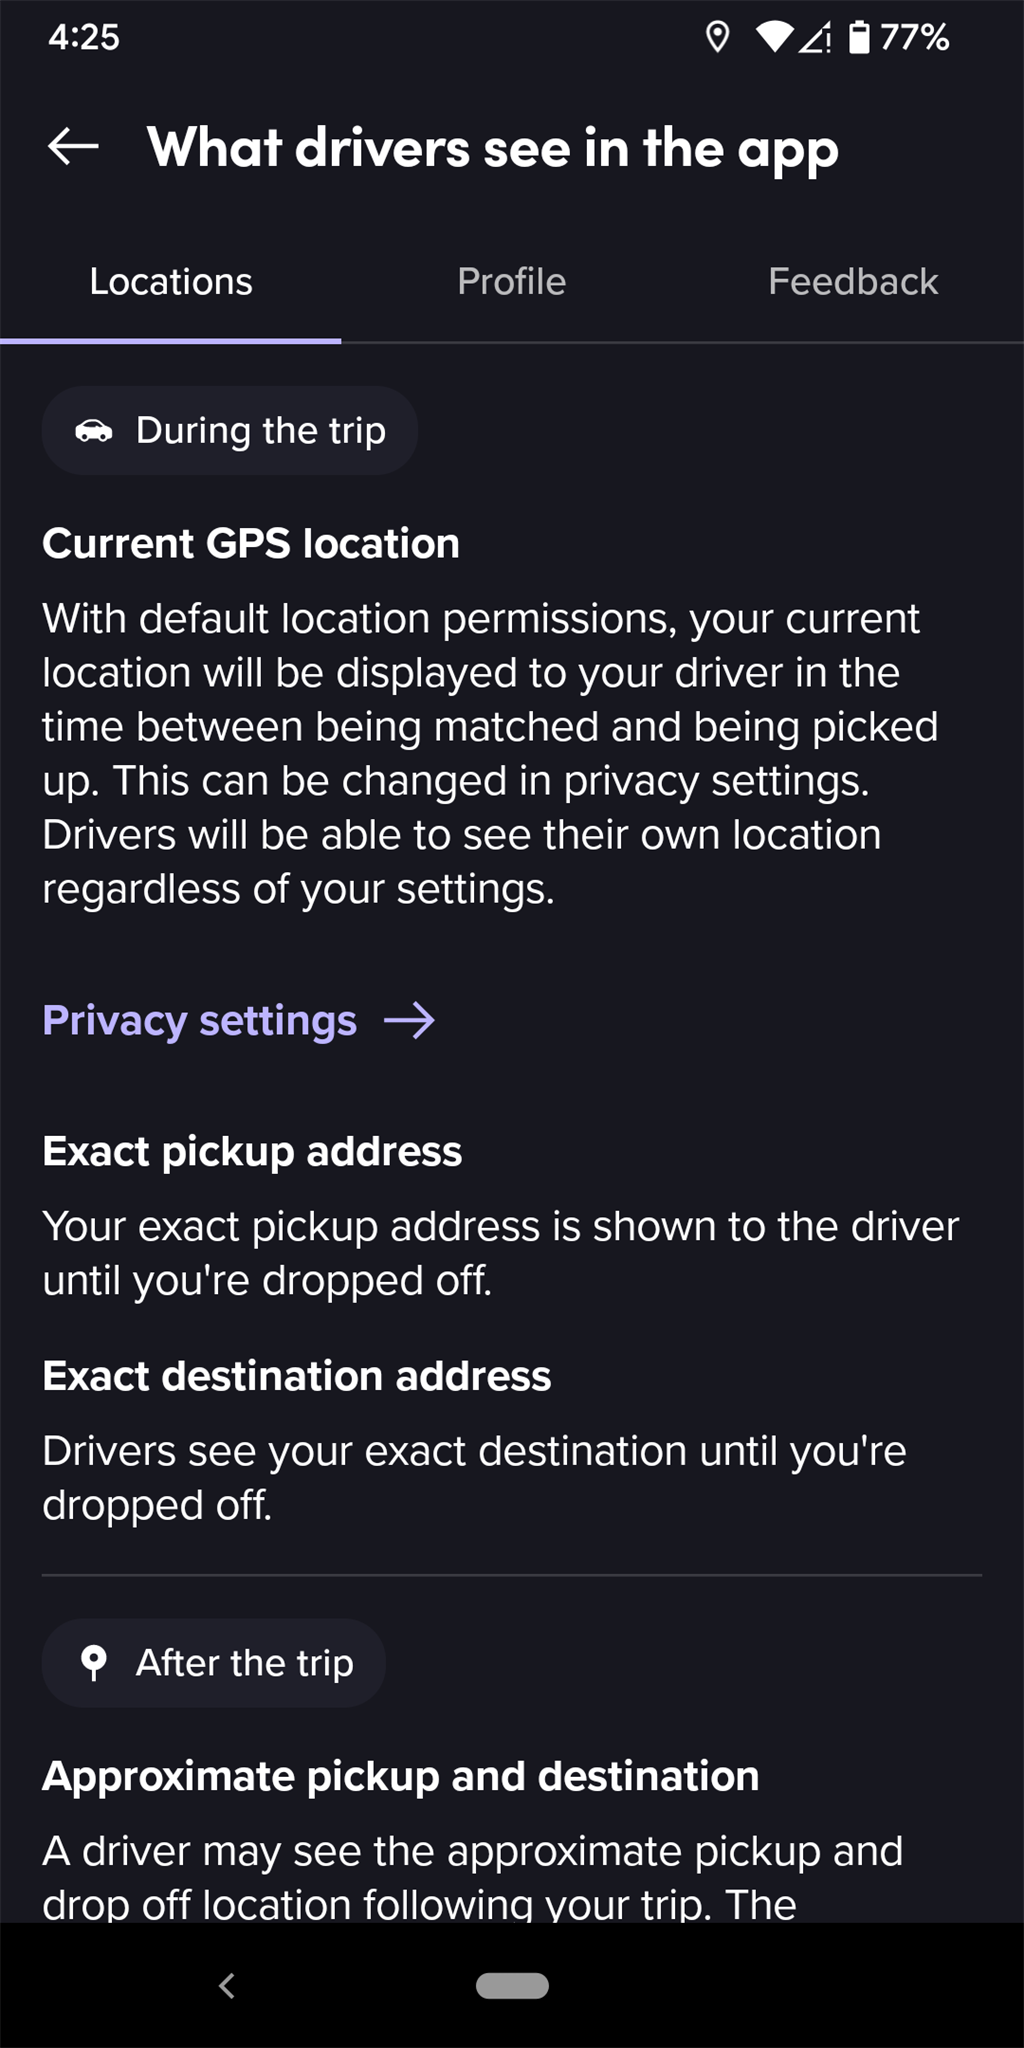 4:25
77%
What drivers see in the app
Locations
Profile
Feedback
During the trip
Current GPS location
With default location permissions, your current
location will be displayed to your driver in the
time between being matched and being picked
up. This can be changed in privacy settings.
Drivers will be able to see their own location
regardless of your settings.
Privacy settings
Exact pickup address
Your exact pickup address is shown to the driver
until you're dropped off.
Exact destination address
Drivers see your exact destination until you're
dropped off.
After the trip
Approximate pickup and destination
A driver may see the approximate pickup and
drop off location following your trip. The